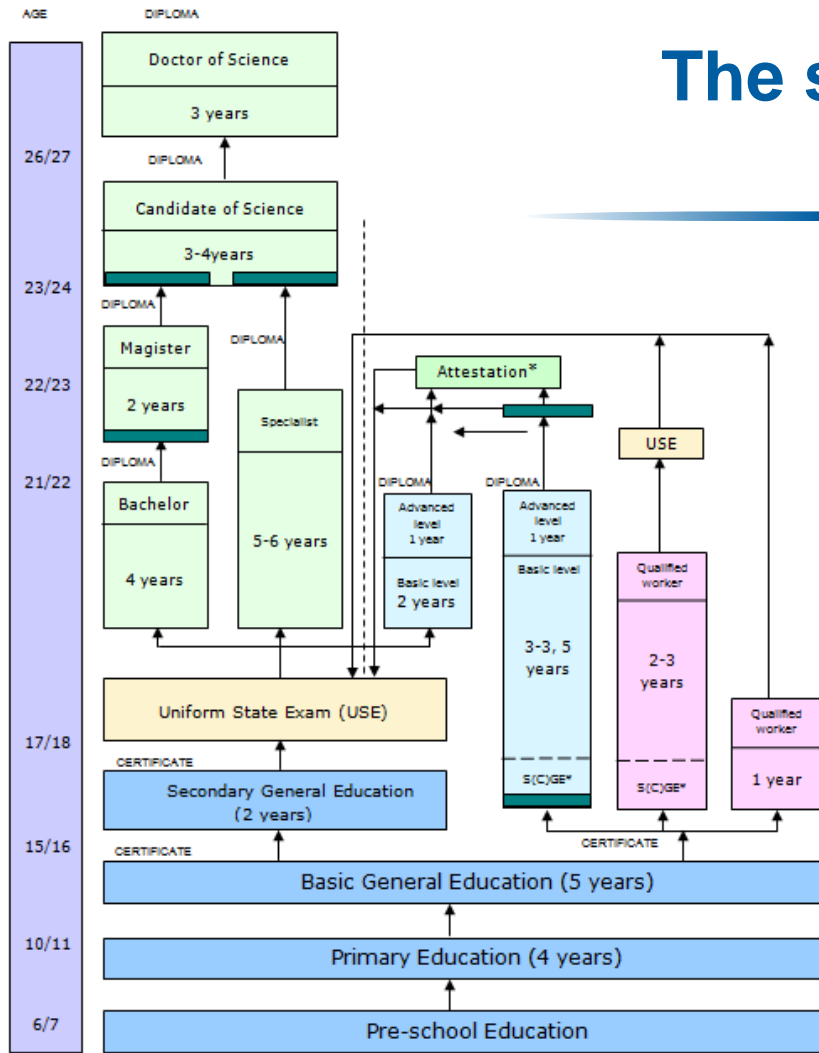 AGE
DIPLOMA
The s
Doctor of Science
3 years
26/27
DIPLOMA
Candidate of Science
3-4years
23/24
DIPLOMA
DIPLOMA
Magister
2 years
22/23
Attestation*
Specialist
USE
DIPLOMA
21/22
DIPLOMA
DIPLOMA
Bachelor
4 years
5-6 years
Advanced
level
1 year
Basic level
2 years
Advanced
level
1 year
Basic level
3-3, 5
years
S(C)GE*
Qualified
worker
2-3
years
S(C)GE*
Qualified
worker
1 year
Uniform State Exam (USE)
17/18
CERTIFICATE
Secondary General Education
(2 years)
15/16
CERTIFICATE
CERTIFICATE
Basic General Education (5 years)
10/11
Primary Education (4 years)
6/7
Pre-school Education